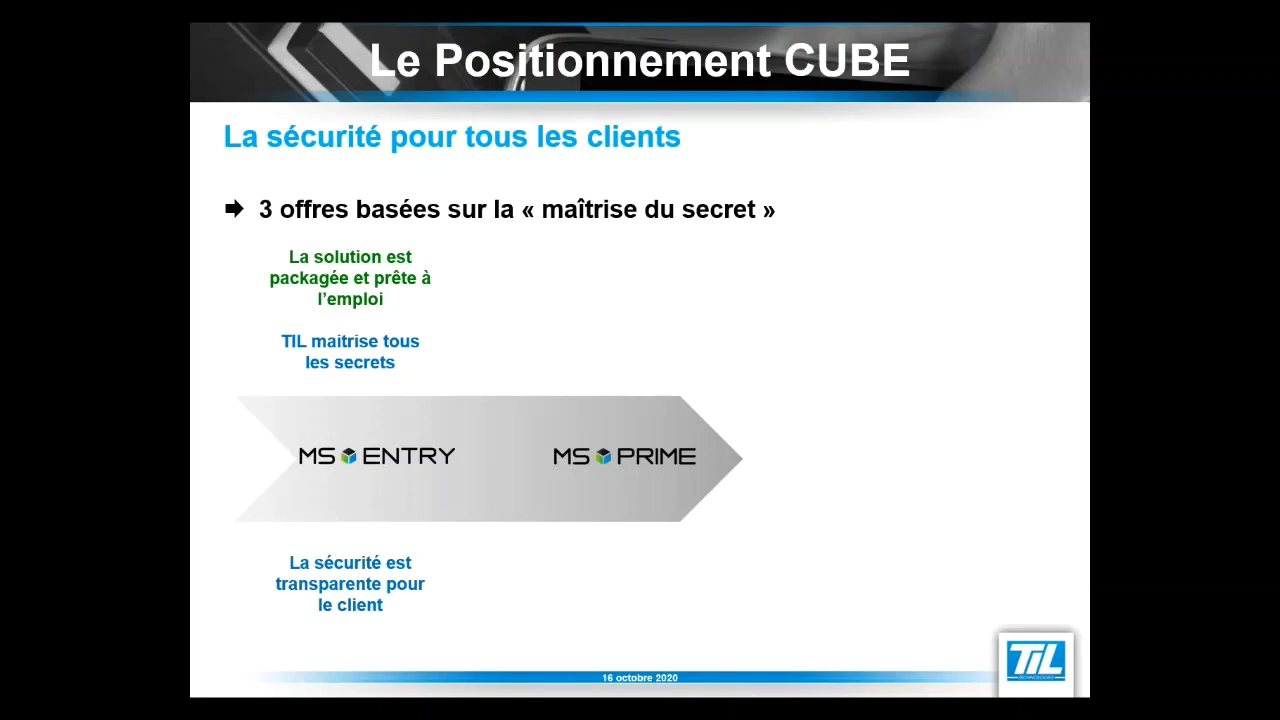 Le Positionnement CUBE
La sécurité pour tous les clients
3 offres basées sur la « maîtrise du secret »
La solution est
packagée et prête à
l’emploi
TIL maitrise tous
les secrets
MS ENTRY
MS PRIME
La sécurité est
transparente pour
le client
16 octobre 2020
TIL
TECHNOLOGIES